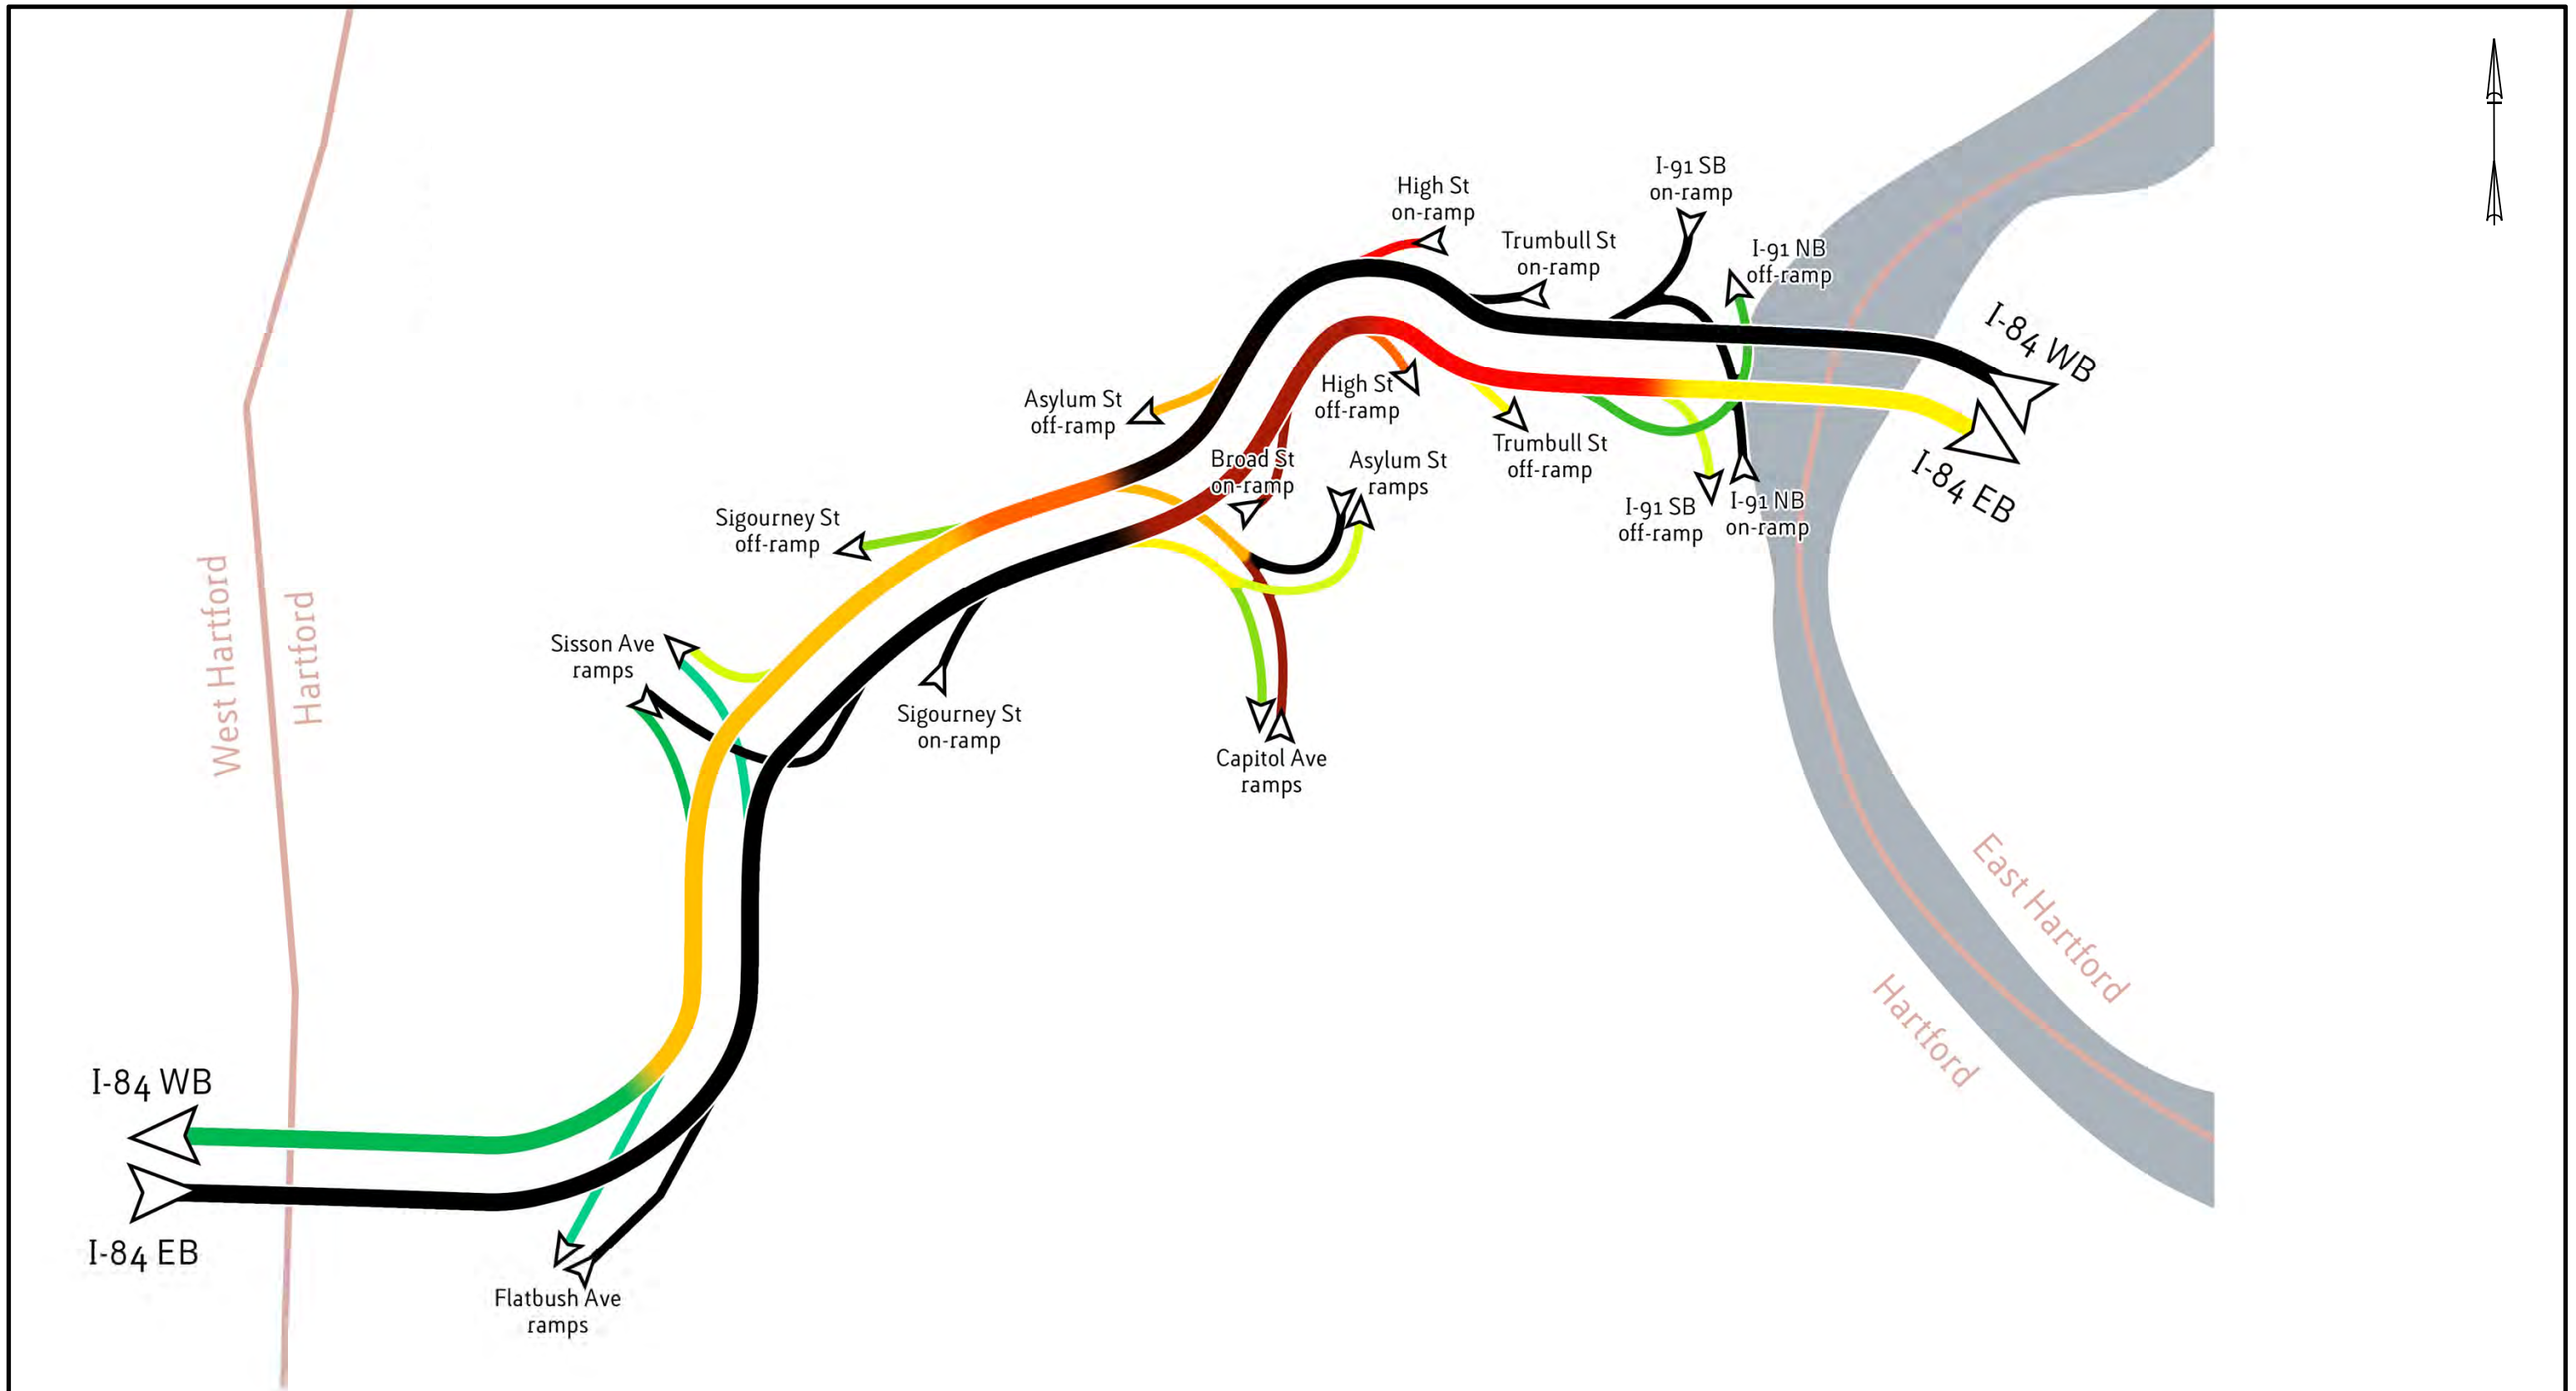 I-91 SB
on-ramp
High St
on-ramp
Trumbull St
on-ramp
I-91 NB
off-ramp
I-84 WB
I-84 EB
Asylum St
off-ramp
High St
off-ramp
Trumbull St
off-ramp
Broad St
on-ramp
Asylum St
ramps
I-91 SB
off-ramp
I-91 NB
on-ramp
Sigourney St
off-ramp
West Hartford
Hartford
Sisson Ave
ramps
Sigourney St
on-ramp
Capitol Ave
ramps
East Hartford
Hartford
I-84 WB
I-84 EB
Flatbush Ave
ramps